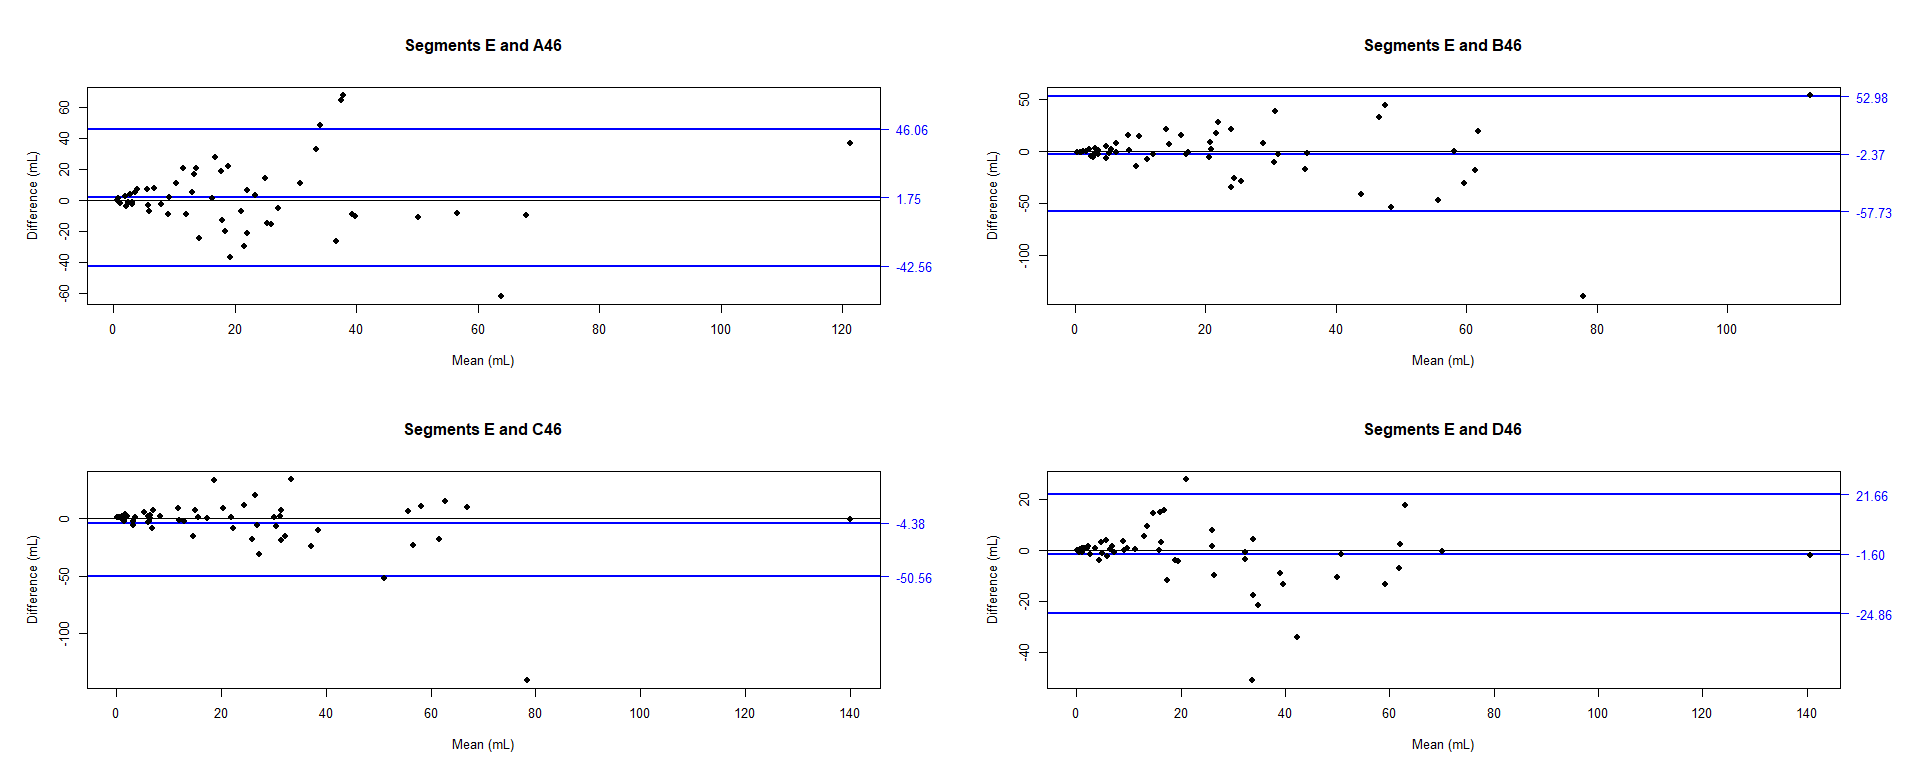 Segments E and A46
Difference (mL)
60
40
20
0
-20
-40
-60
46.06
1.75
-42.56
0 20 40 60 80 100 120
Mean (mL)
Segments E and B46
Difference (mL)
50
0
-50
-100
52.98
-2.37
-57.73
0 20 40 60 80 100
Mean (mL)
Segments E and C46
Difference (mL)
0
-50
-100
-4.38
-50.56
0 20 40 60 80 100 120 140
Mean (mL)
Segments E and D46
Difference (mL)
20
0
-20
-40
21.66
-1.60
-24.86
0 20 40 60 80 100 120 140
Mean (mL)